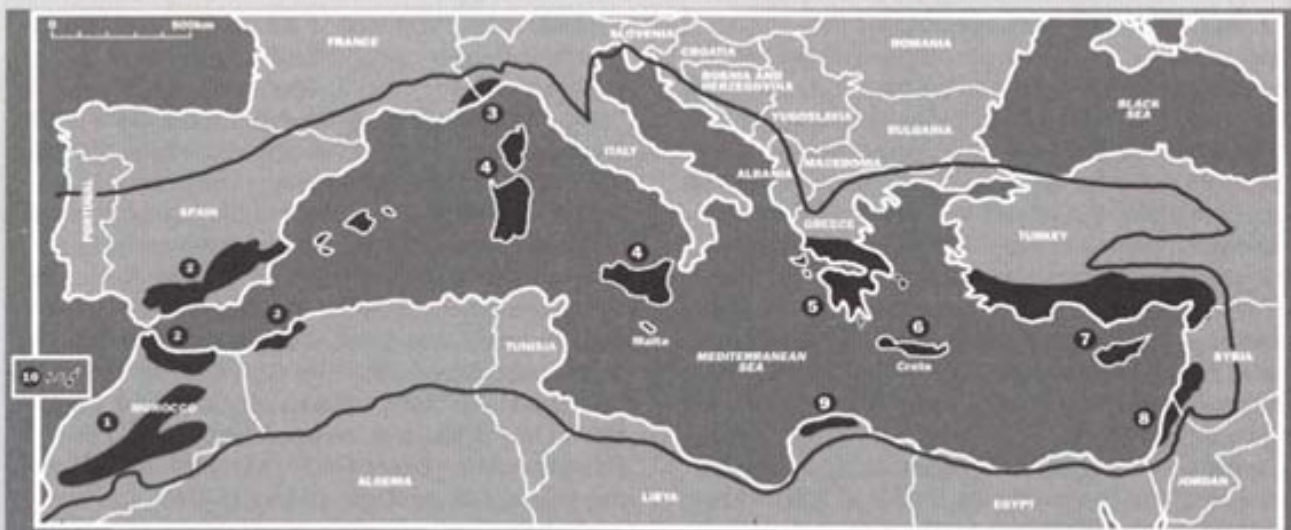 0 500km
FRANCE
SLOVENIA
CROATIA
ROMANIA
BOSNIA AND
HERZEGOVINA
YUGOSLAVIA
BLACK
SEA
BULGARIA
3
ITALY
4
ALBANIA
MACEDONIA
PORTUGAL
SPAIN
GREECE
TURKEY
2
4
5
6
2
2
Malta
TUNISIA
MEDITERRANEAN
SEA
Crete
7
SYRIA
10
MOROCCO
1
9
8
ALGERIA
LIBYA
EGYPT
JORDAN